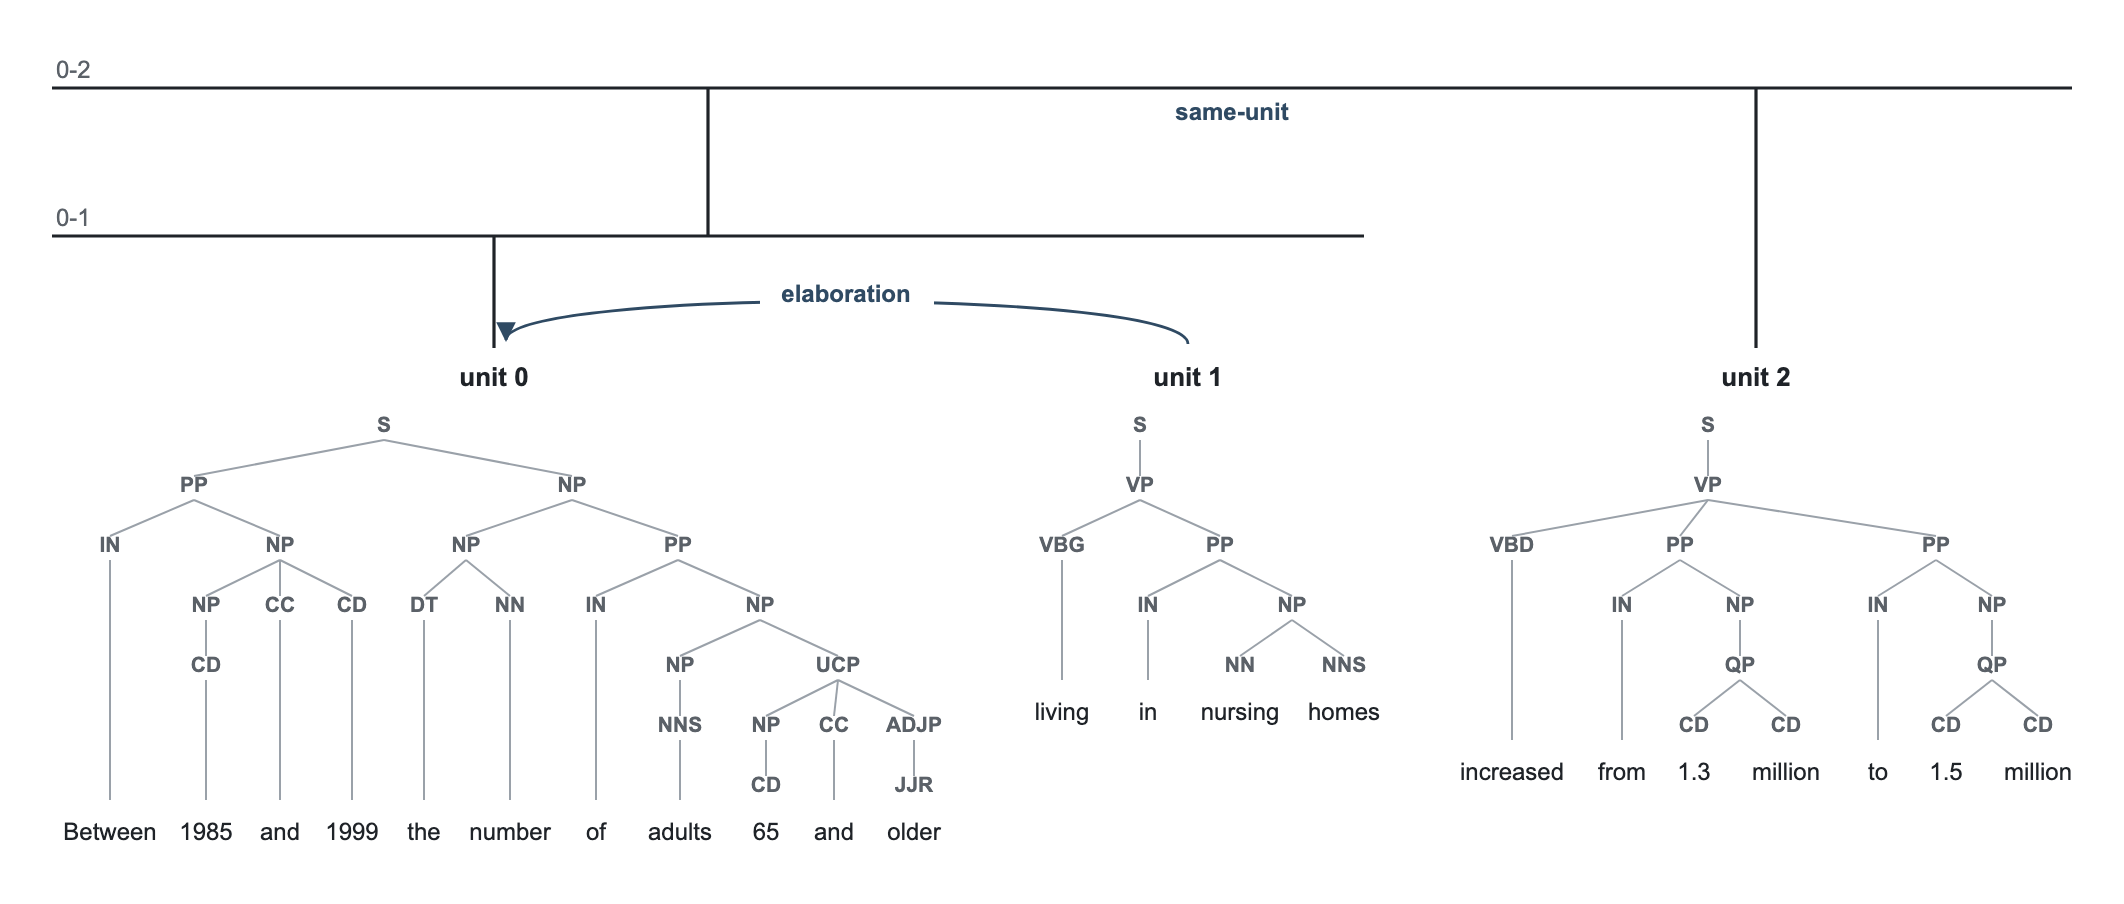 0-2
same-unit
0-1
elaboration
unit 0 unit 1 unit 2
S S S
PP NP VP VP
IN NP NP PP VBG PP VBD PP PP
NP CC CD DT NN IN NP IN NP IN NP IN NP
CD NP UCP NN NNS QP QP
NNS NP CC ADJP CD CD CD CD
living in nursing homes
increased from 1.3 million to 1.5 million
CD JJR
Between 1985 and 1999 the number of adults 65 and older